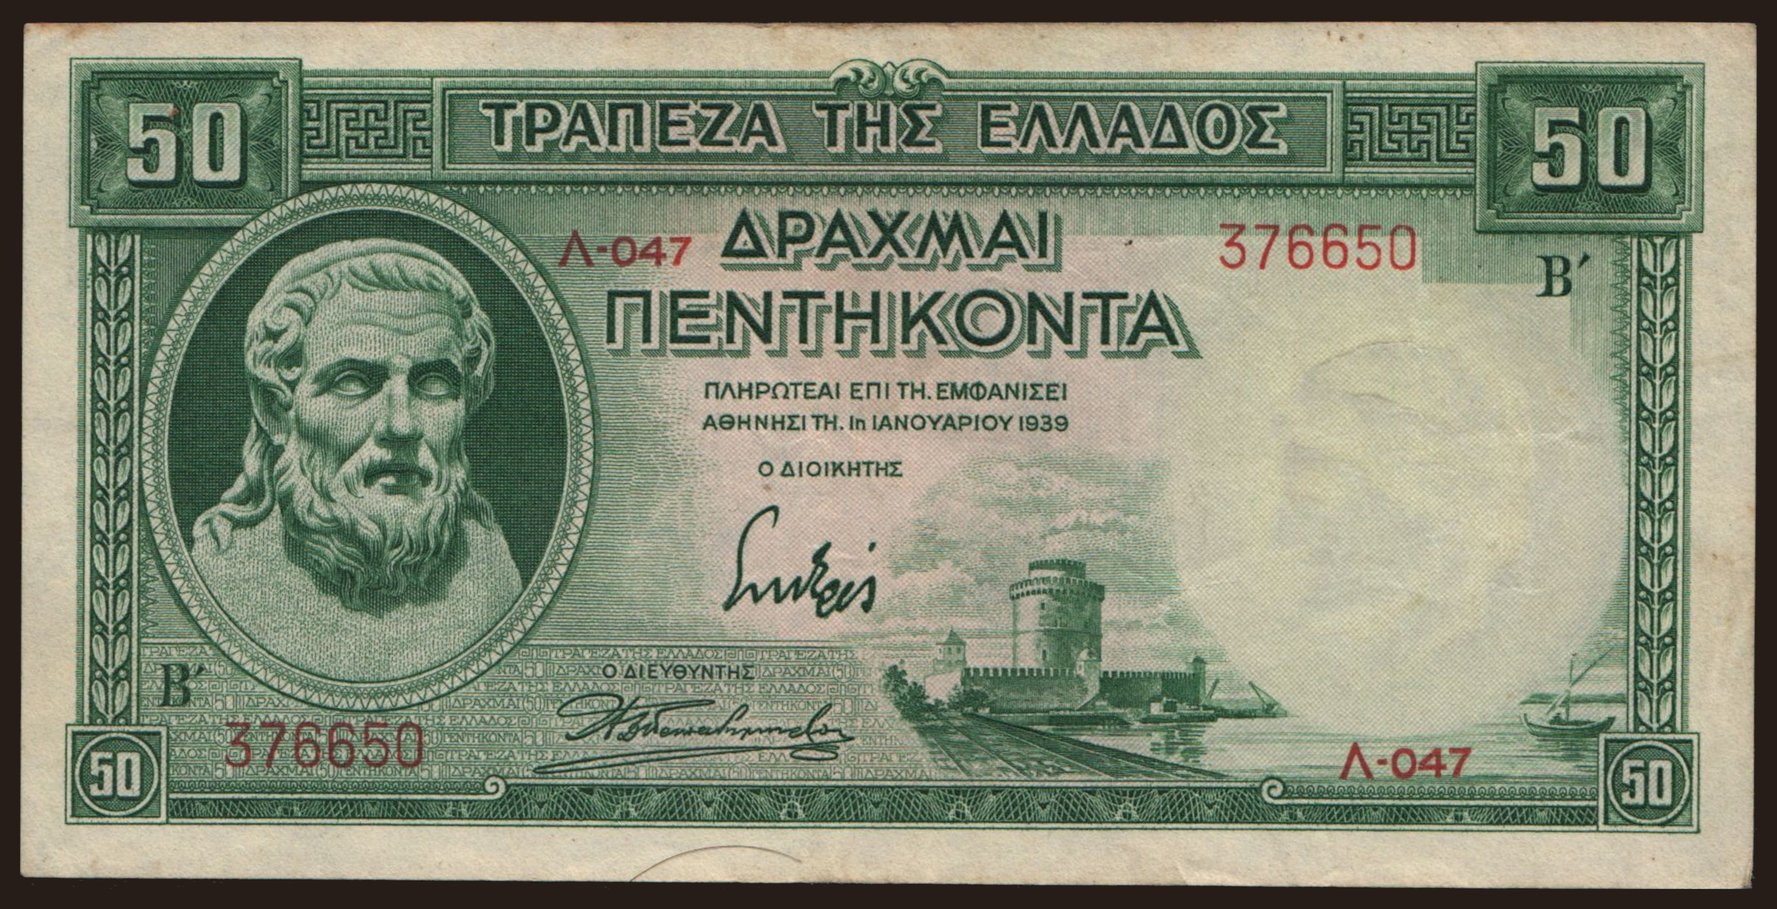 50 ΤΡΑΠΕΖΑ ΤΗΣ ΕΛΛΑΔΟΣ 50
Λ-047 ΔΡΑΧΜΑΙ 376650
Β΄
ΠΕΝΤΗΚΟΝΤΑ
ΠΛΗΡΩΤΕΑΙ ΕΠΙ ΤΗ. ΕΜΦΑΝΙΣΕΙ
ΑΘΗΝΗΣΙ ΤΗ. 1η ΙΑΝΟΥΑΡΙΟΥ 1939
Ο ΔΙΟΙΚΗΤΗΣ
Ο ΔΙΕΥΘΥΝΤΗΣ
Β΄
376650
Λ-047
50 50